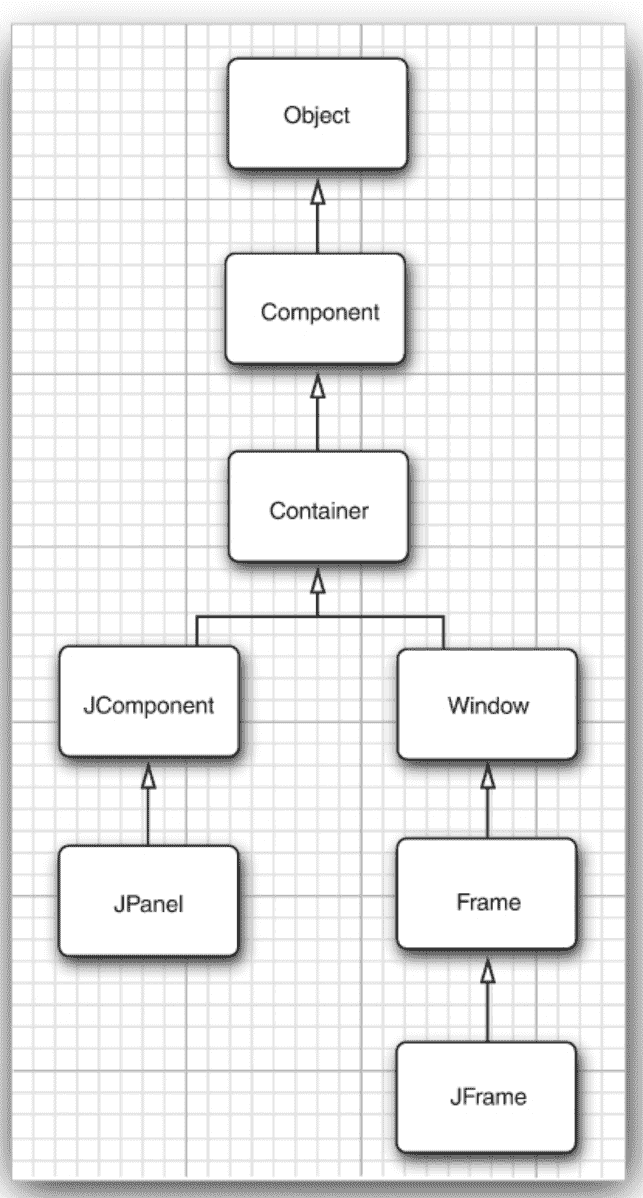 Object
Component
Container
JComponent
Window
JPanel
Frame
JFrame